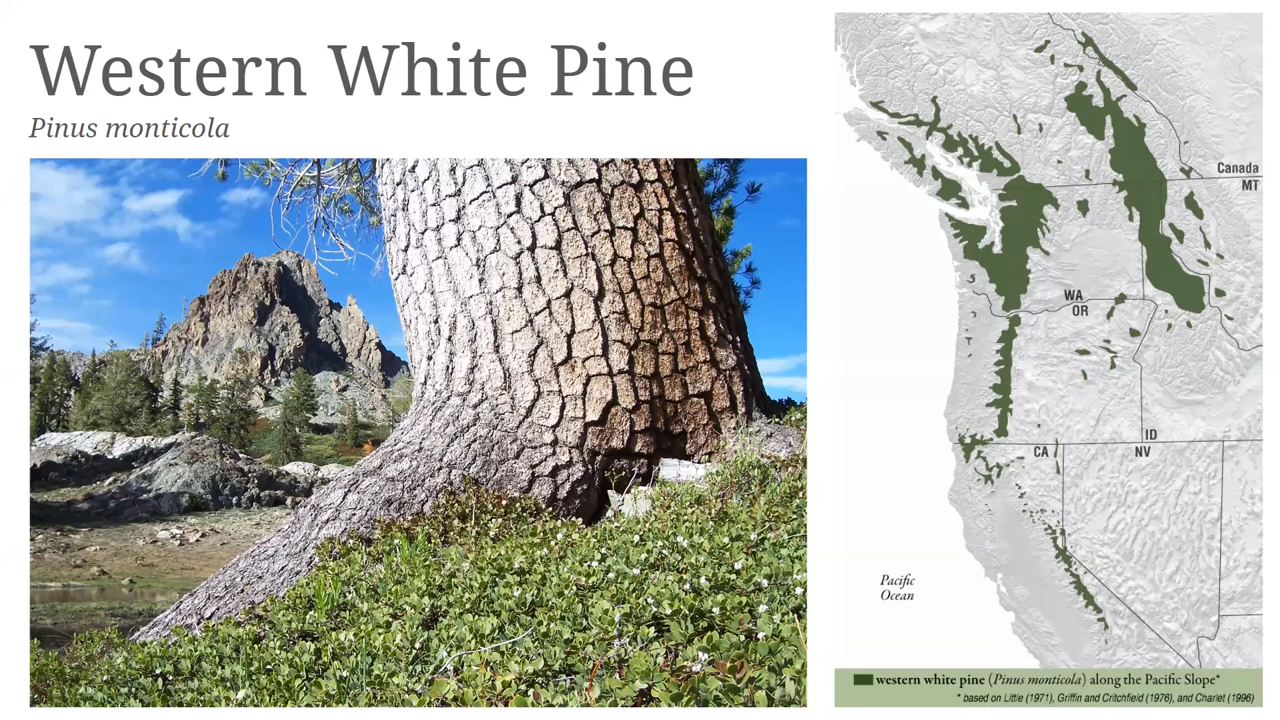 Western White Pine
Pinus monticola
Canada
MT
WA
OR
ID
CA
NV
Pacific
Ocean
western white pine (Pinus monticola) along the Pacific Slope*
* based on Little (1971), Griffin and Critchfield (1976), and Charlet (1996)